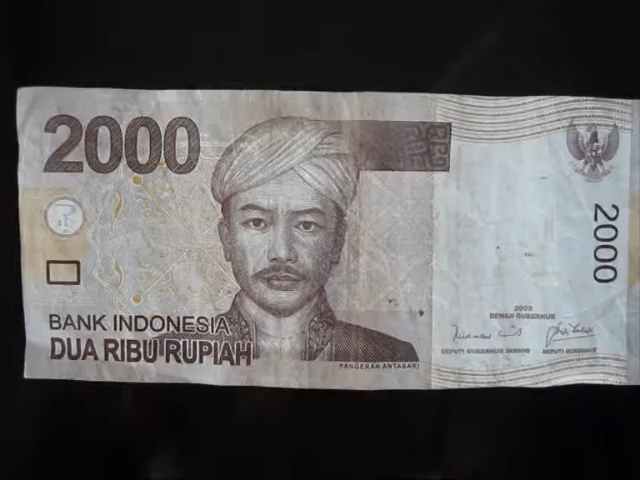 2000
BANK INDONESIA
DUA RIBU RUPIAH
PANGERAN ANTASARI
2000
2009
DEWAN GUBERNUR
DEPUTI GUBERNUR SENIOR
DEPUTI GUBERNUR